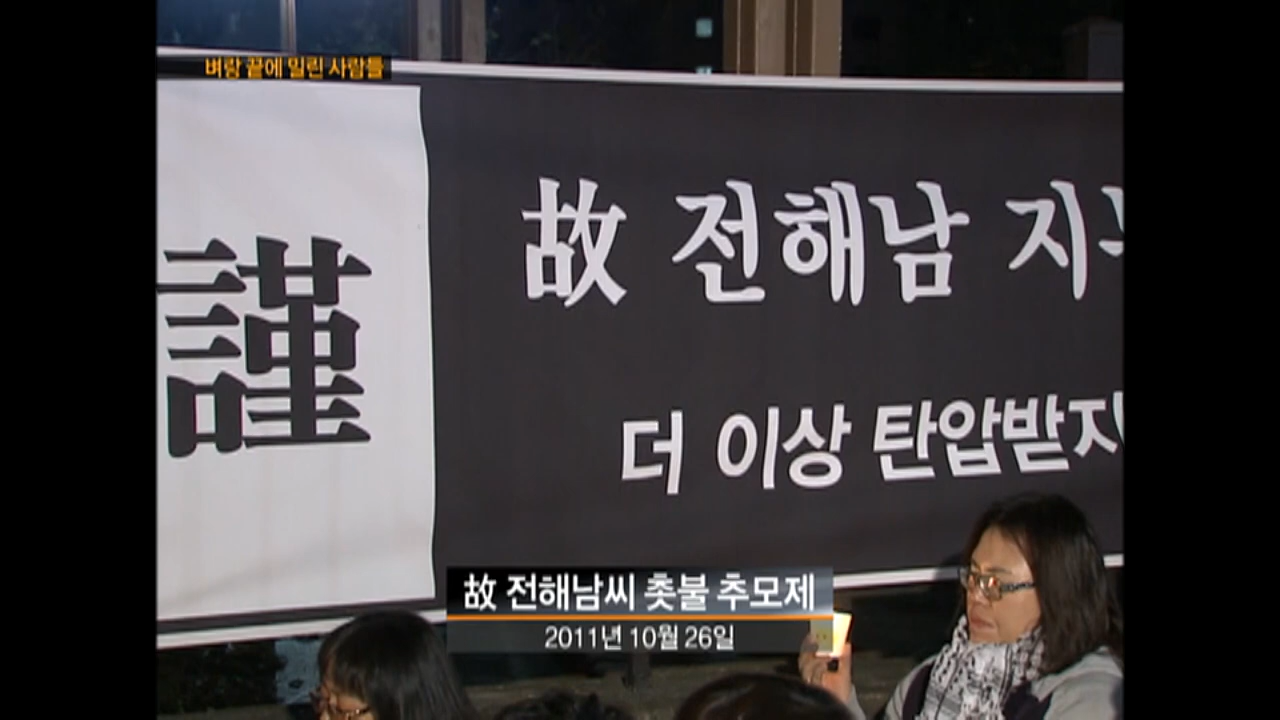 벼랑 끝에 밀린 사람들
謹
故 전해남 지
더 이상 탄압받지
故 전해남씨 촛불 추모제
2011년 10월 26일